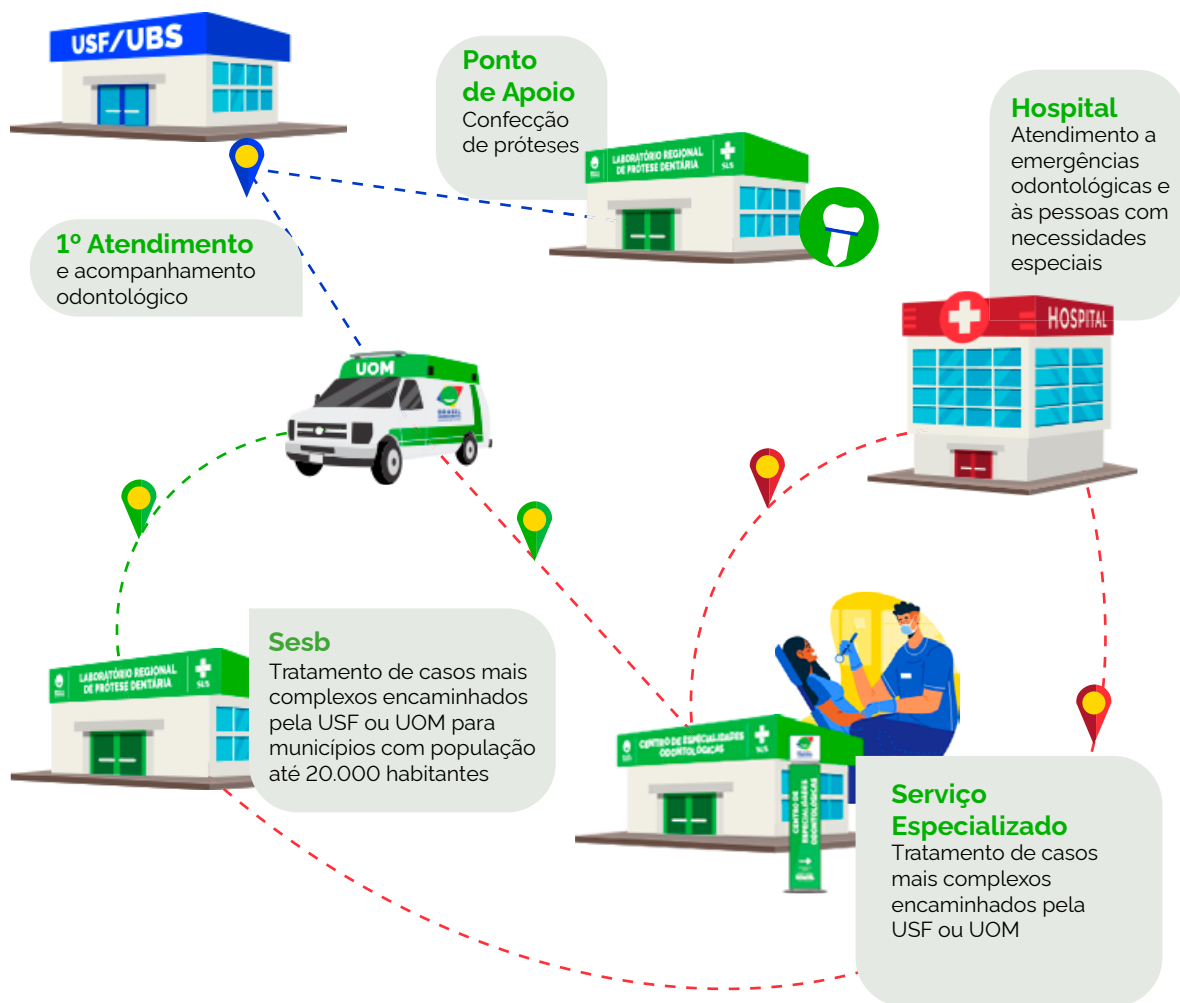 USF/UBS
Ponto
de Apoio
Confecção
de próteses
LABORATÓRIO REGIONAL
DE PRÓTESE DENTÁRIA
SUS
Hospital
Atendimento a
emergências
odontológicas e
às pessoas com
necessidades
especiais
1º Atendimento
e acompanhamento
odontológico
HOSPITAL
UOM
BRASIL
Sesb
Tratamento de casos mais
complexos encaminhados
pela USF ou UOM para
municípios com população
até 20.000 habitantes
LABORATÓRIO REGIONAL
DE PRÓTESE DENTÁRIA
SUS
CENTRO DE ESPECIALIDADES
ODONTOLÓGICAS
SUS
CENTRO DE
ESPECIALIDADES
ODONTOLÓGICAS
Serviço
Especializado
Tratamento de casos
mais complexos
encaminhados pela
USF ou UOM